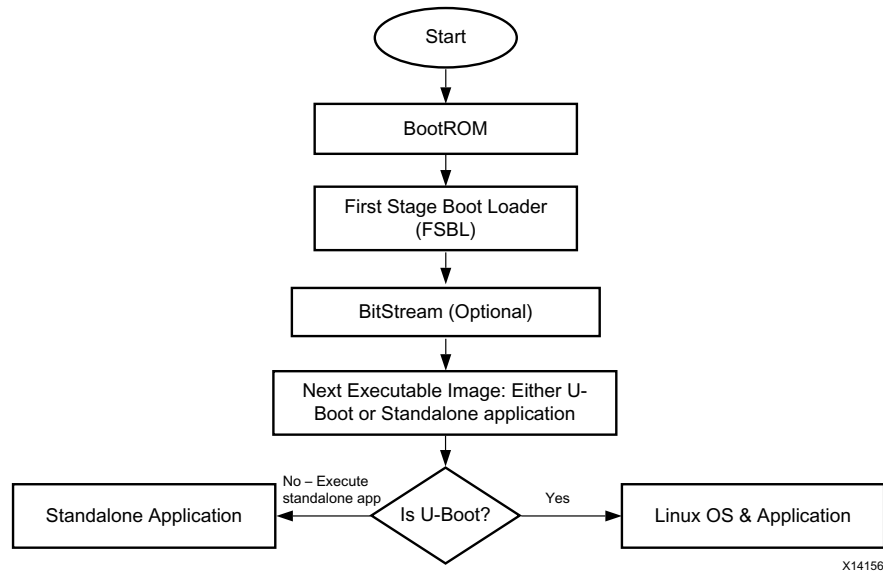 Start
BootROM
First Stage Boot Loader
(FSBL)
BitStream (Optional)
Next Executable Image: Either U-
Boot or Standalone application
No – Execute
standalone app
Yes
Standalone Application
Is U-Boot?
Linux OS & Application
X14156